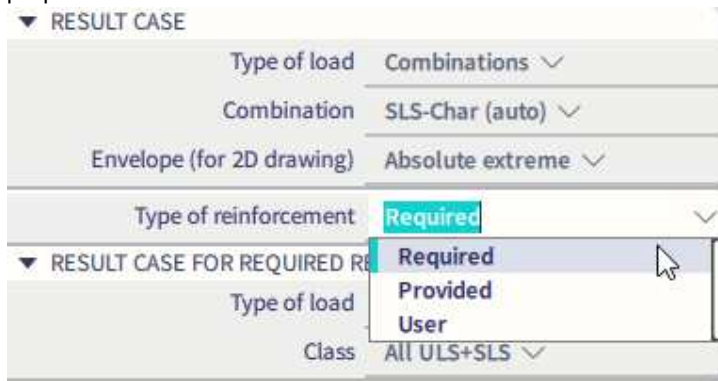 RESULT CASE
Type of load Combinations
Combination SLS-Char (auto)
Envelope (for 2D drawing) Absolute extreme
Type of reinforcement Required
RESULT CASE FOR REQUIRED
Required
Provided
Type of load
User
Class All ULS+SLS